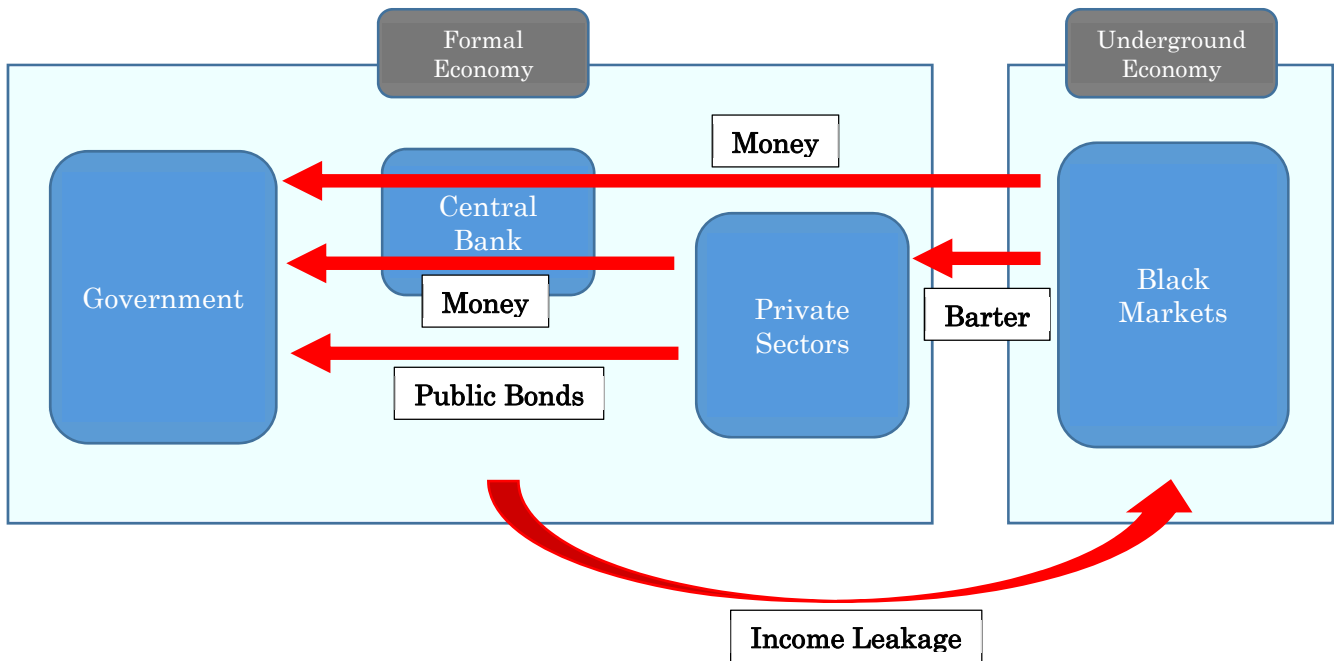 Formal
Economy
Underground
Economy
Money
Central
Bank
Government
Money
Private
Sectors
Barter
Black
Markets
Public Bonds
Income Leakage